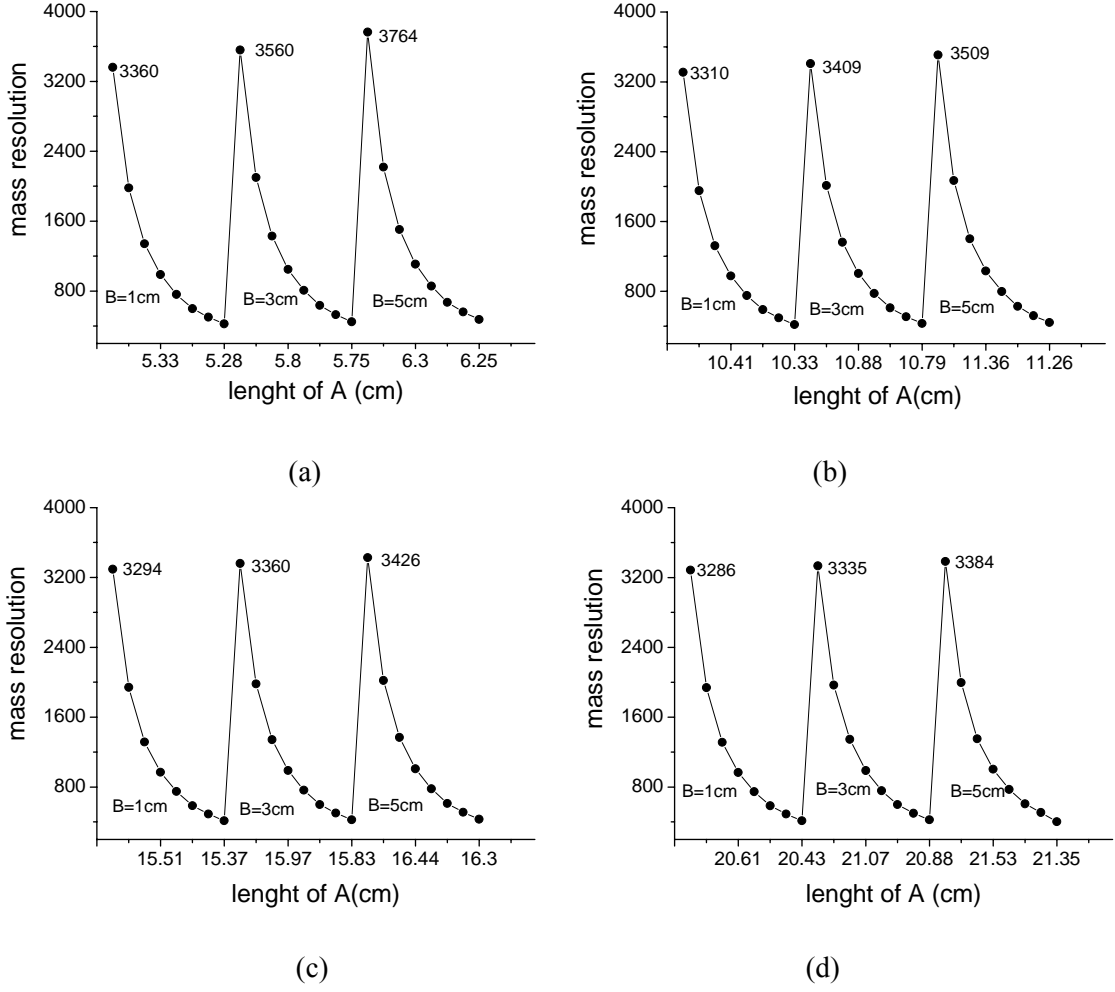 4000
3200
2400
1600
800
mass resolution
3360
3560
3764
B=1cm
B=3cm
B=5cm
5.33 5.28 5.8 5.75 6.3 6.25
lenght of A (cm)
(a)
4000
3200
2400
1600
800
mass resolution
3310
3409
3509
B=1cm
B=3cm
B=5cm
10.41 10.33 10.88 10.79 11.36 11.26
lenght of A(cm)
(b)
4000
3200
2400
1600
800
mass resolution
3294
3360
3426
B=1cm
B=3cm
B=5cm
15.51 15.37 15.97 15.83 16.44 16.3
lenght of A(cm)
(c)
4000
3200
2400
1600
800
mass reslution
3286
3335
3384
B=1cm
B=3cm
B=5cm
20.61 20.43 21.07 20.88 21.53 21.35
lenght of A (cm)
(d)